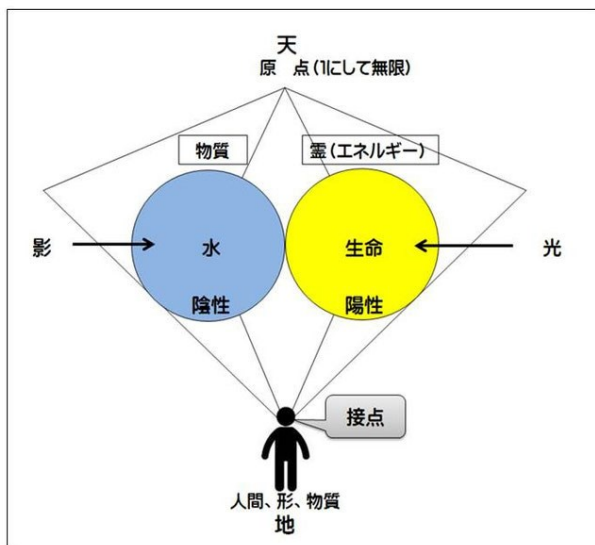 天
原　点(1にして無限)
物質
霊(エネルギー)
影
水
生命
光
陰性
陽性
接点
人間、形、物質
地